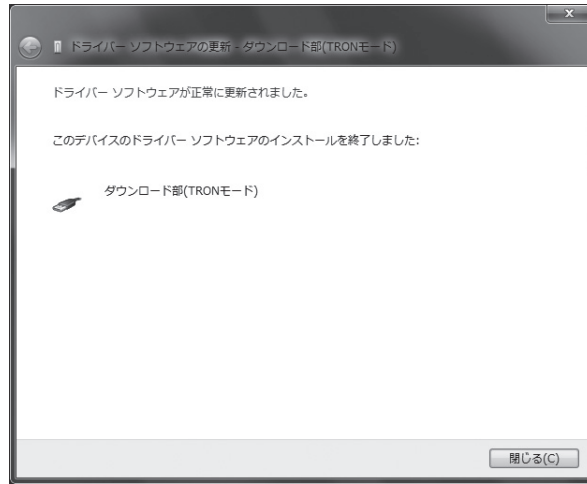 ドライバー ソフトウェアの更新 - ダウンロード部(TRONモード)
ドライバー ソフトウェアが正常に更新されました。
このデバイスのドライバー ソフトウェアのインストールを終了しました:
ダウンロード部(TRONモード)
閉じる(C)